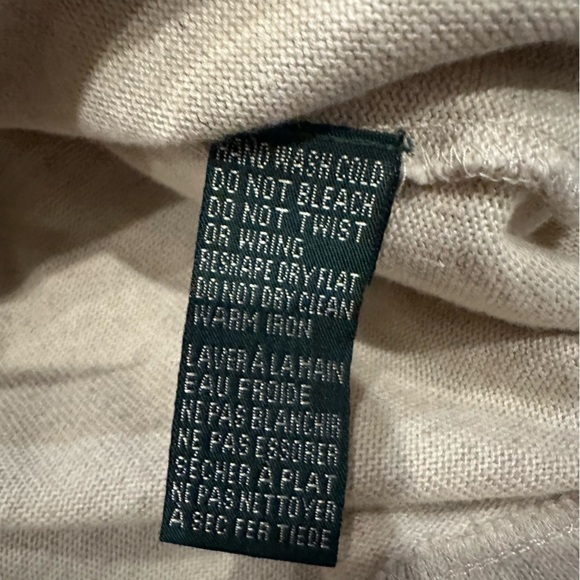 HAND WASH COLD
DO NOT BLEACH
DO NOT TWIST
OR WRING
RESHAPE DRY FLAT
DO NOT DRY CLEAN
WARM IRON
LAVER À LA MAIN
EAU FROIDE
NE PAS BLANCHIR
NE PAS ESSORER
SÉCHER À PLAT
NE PAS NETTOYER
A SEC FER TIEDE